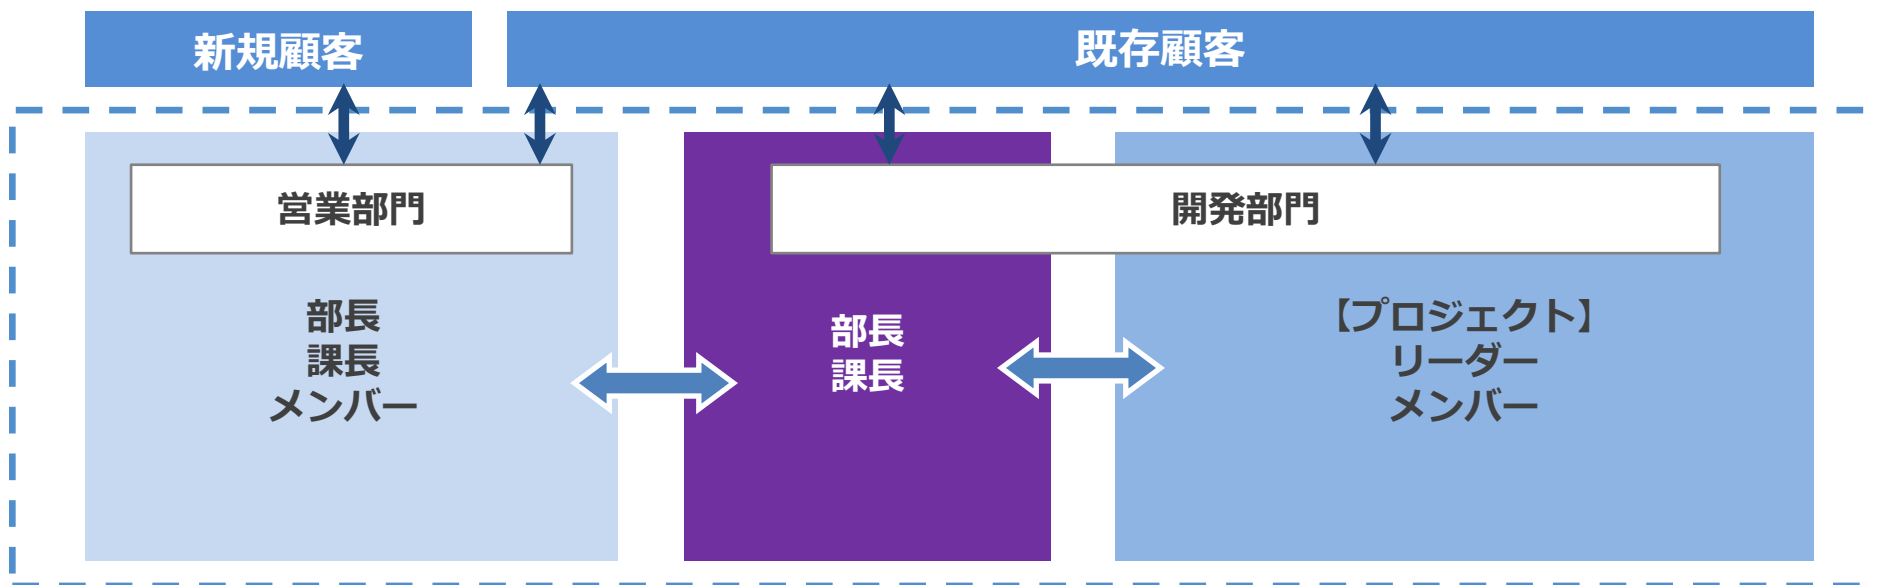 新規顧客
既存顧客
営業部門
開発部門
部長
課長
メンバー
部長
課長
【プロジェクト】
リーダー
メンバー